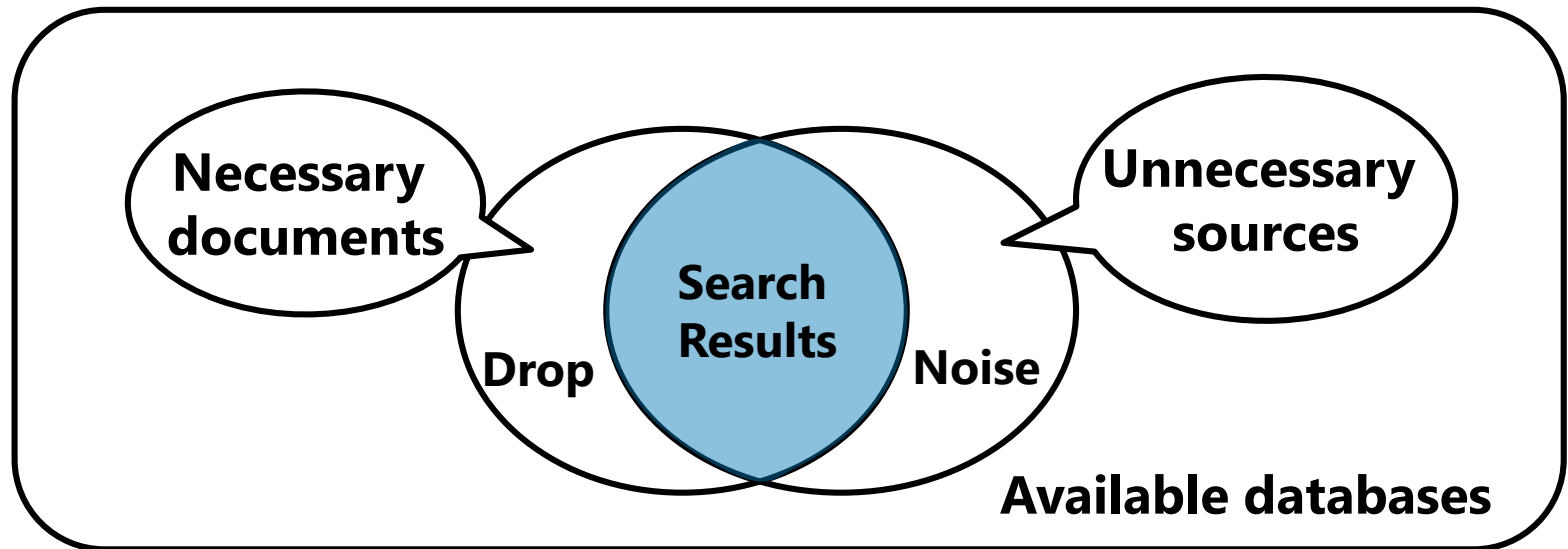 Necessary
documents
Unnecessary
sources
Search
Results
Drop
Noise
Available databases